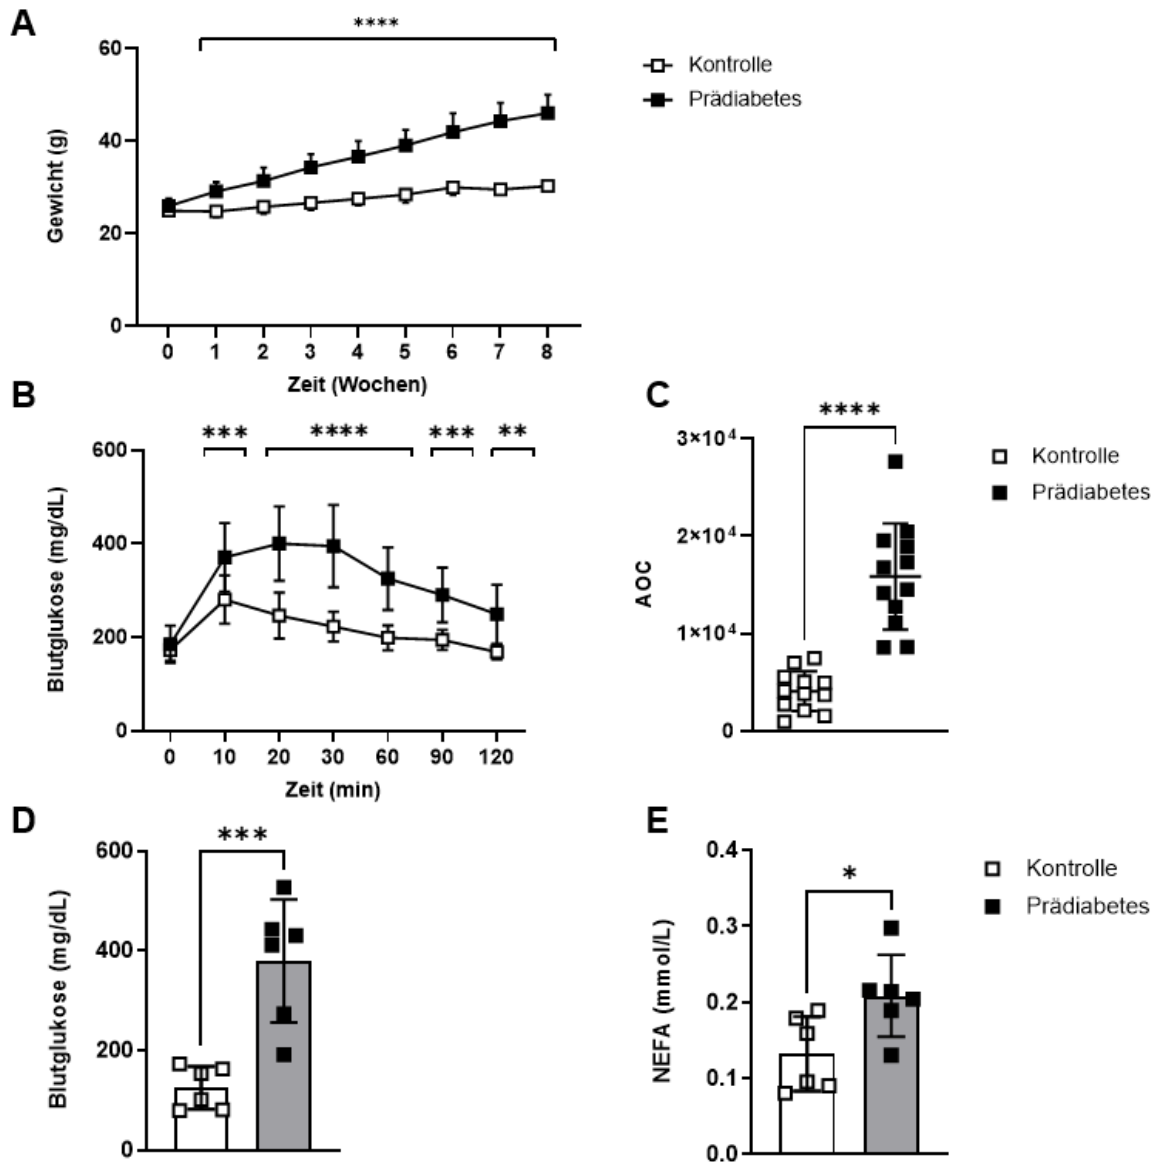 A
****
60
40
20
0
Gewicht (g)
0 1 2 3 4 5 6 7 8
Zeit (Wochen)
Kontrolle
Prädiabetes
B
*** **** *** **
600
400
200
0
Blutglukose (mg/dL)
0 10 20 30 60 90 120
Zeit (min)
C
****
3×10⁴
2×10⁴
1×10⁴
0
AOC
Kontrolle
Prädiabetes
D
***
600
400
200
0
Blutglukose (mg/dL)
E
*
0.4
0.3
0.2
0.1
0.0
NEFA (mmol/L)
Kontrolle
Prädiabetes